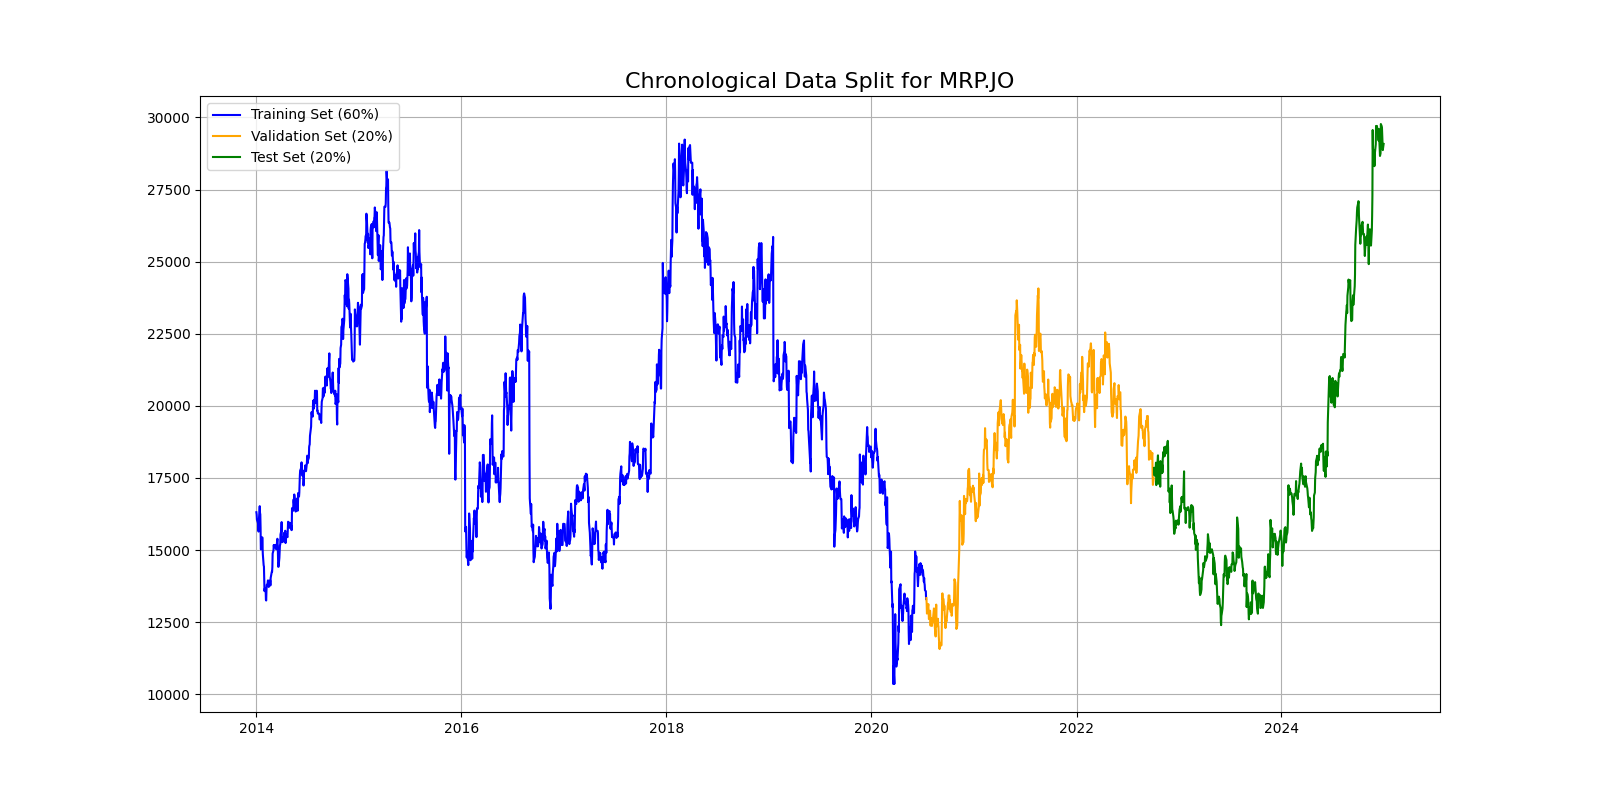 Chronological Data Split for MRP.JO
Training Set (60%)
Validation Set (20%)
Test Set (20%)
30000
27500
25000
22500
20000
17500
15000
12500
10000
2014 2016 2018 2020 2022 2024